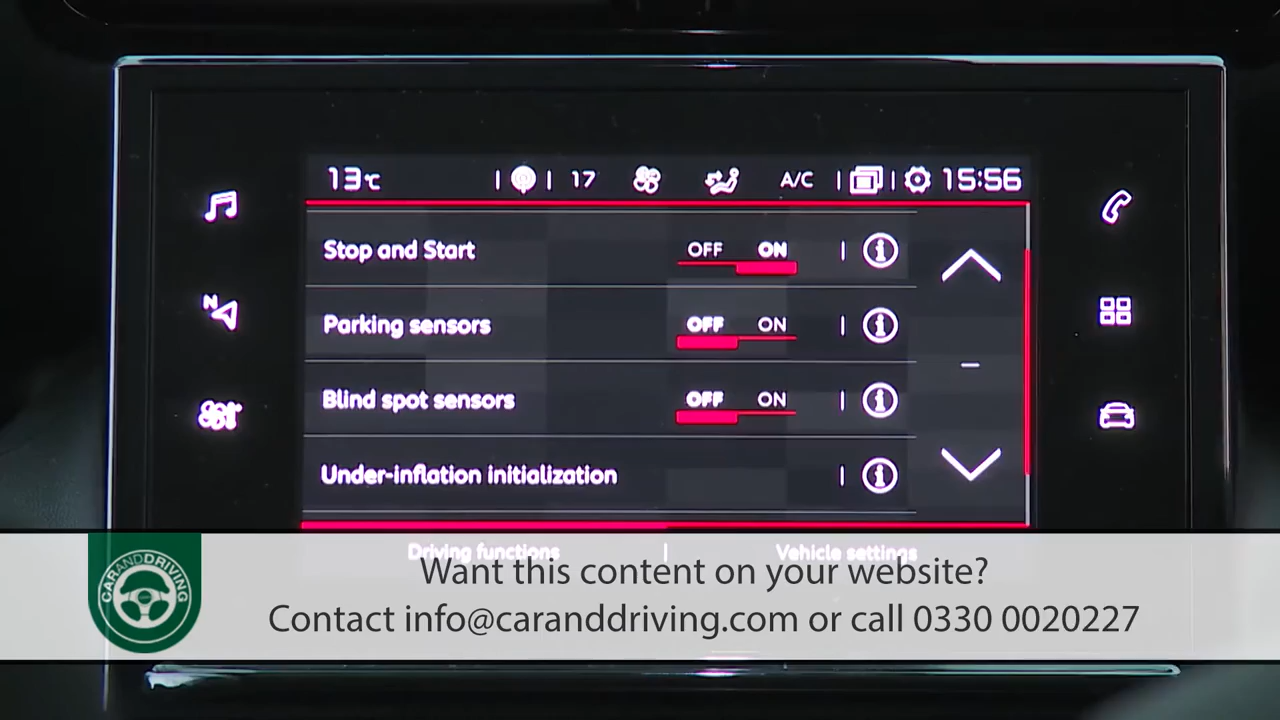 13°C 17 A/C 15:56
Stop and Start OFF ON
Parking sensors OFF ON
Blind spot sensors OFF ON
Under-inflation initialization
Driving functions Vehicle settings
N
CARANDDRIVING
Want this content on your website?
Contact info@caranddriving.com or call 0330 0020227